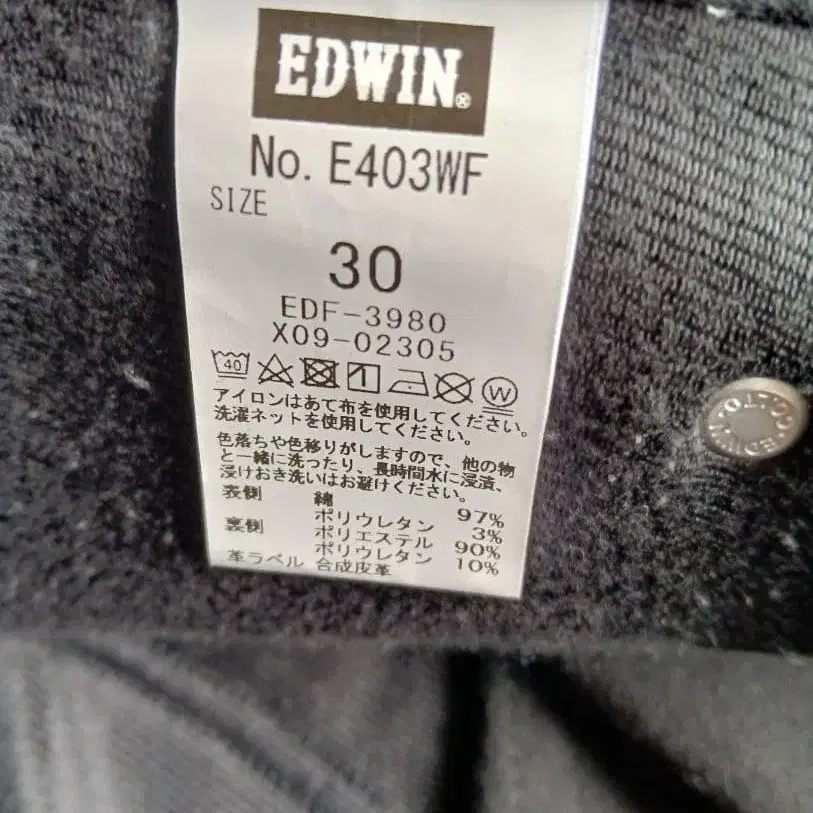 EDWIN®
No. E403WF
SIZE
30
EDF-3980
X09-02305
40
W
アイロンはあて布を使用してください。
洗濯ネットを使用してください。
色落ちや色移りがしますので、他の物
と一緒に洗ったり、長時間水に浸漬、
浸けおき洗いはお避けください。
表側 綿 97%
ポリウレタン 3%
裏側 ポリエステル 90%
ポリウレタン 10%
革ラベル 合成皮革
EDWIN